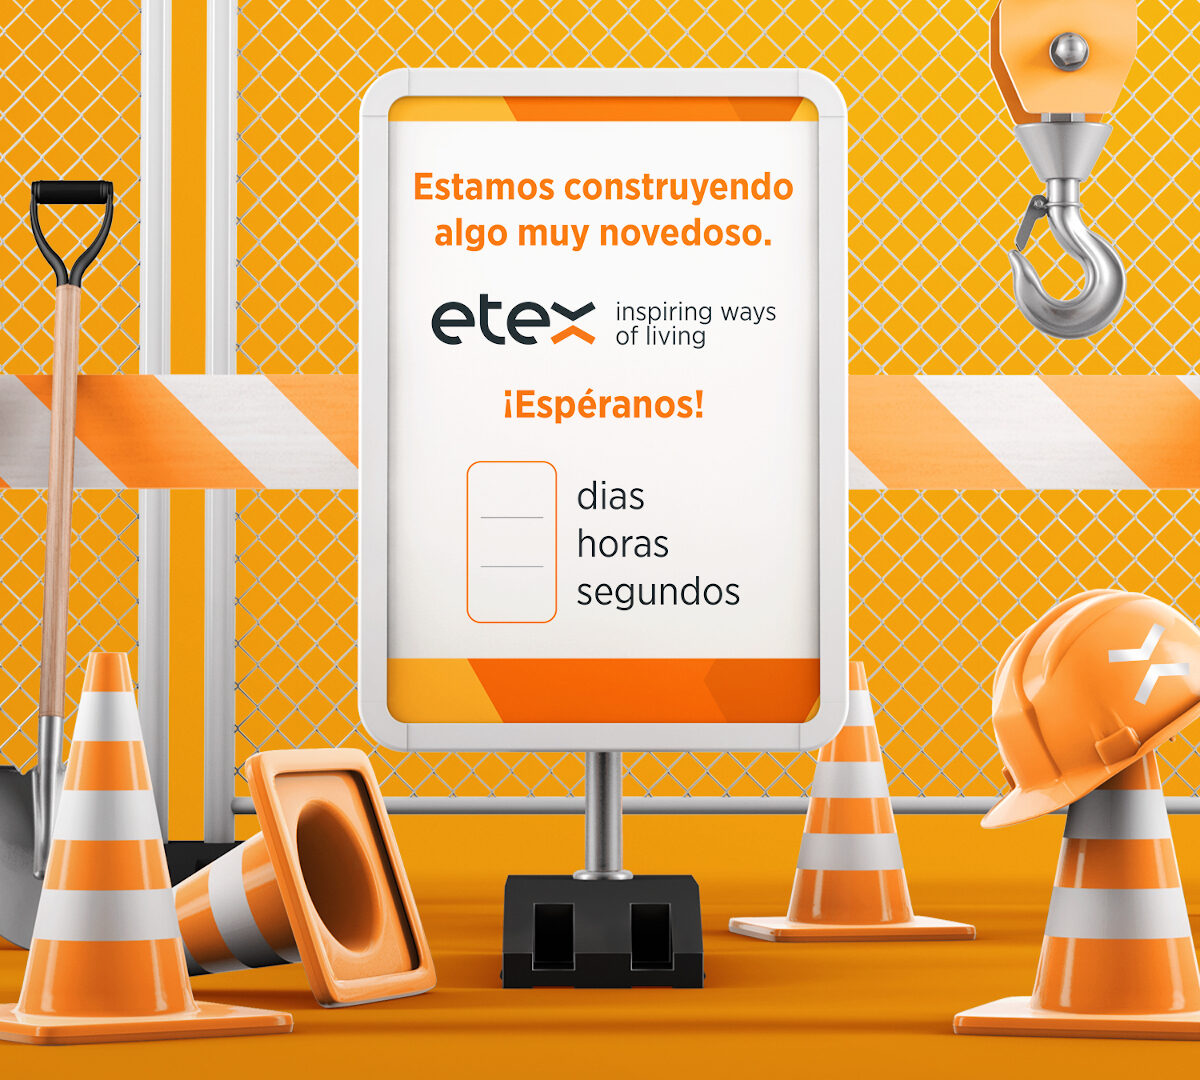 Estamos construyendo
algo muy novedoso.
etex inspiring ways
of living
¡Espéranos!
dias
horas
segundos